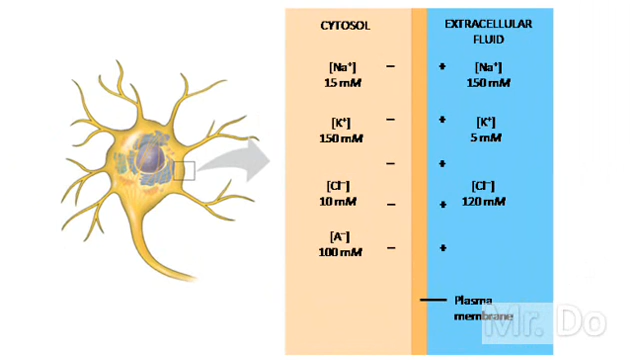 CYTOSOL
EXTRACELLULAR
FLUID
[Na⁺]
15 mM
−
+
[Na⁺]
150 mM
[K⁺]
150 mM
−
+
[K⁺]
5 mM
−
+
[Cl⁻]
10 mM
−
+
[Cl⁻]
120 mM
[A⁻]
100 mM
−
+
Plasma
membrane
Mr. Do